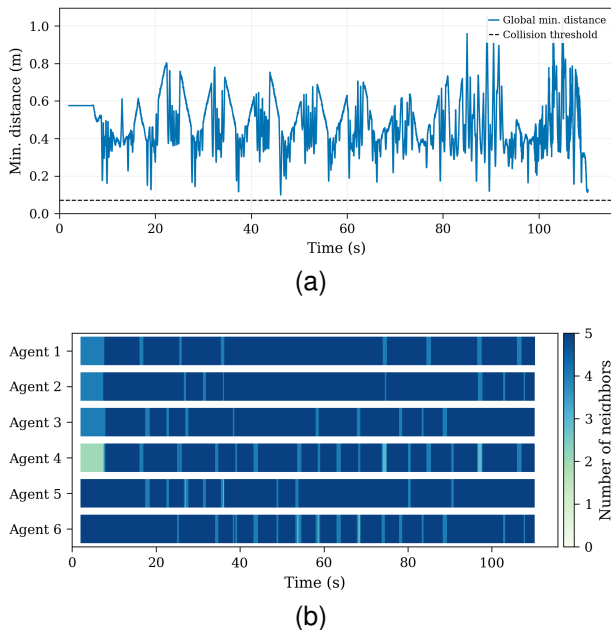 1.0
0.8
0.6
0.4
0.2
0.0
Min. distance (m)
Global min. distance
Collision threshold
0 20 40 60 80 100
Time (s)
(a)
Agent 1
Agent 2
Agent 3
Agent 4
Agent 5
Agent 6
0 20 40 60 80 100
Time (s)
5
4
3
2
1
0
Number of neighbors
(b)